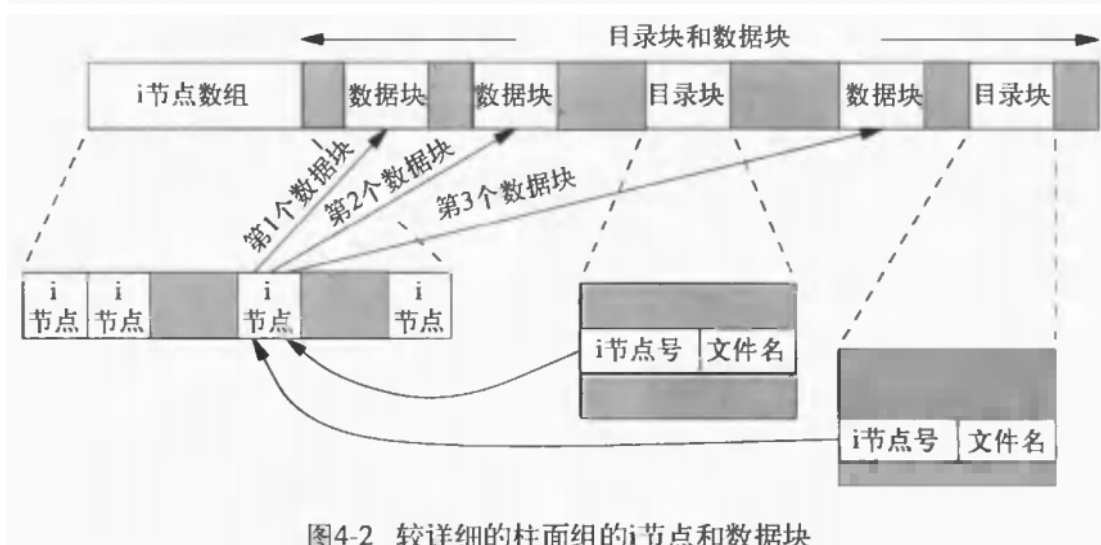 目录块和数据块
i节点数组 数据块 数据块 目录块 数据块 目录块
第1个数据块
第2个数据块
第3个数据块
i节点 i节点 i节点 i节点
i节点号 文件名
i节点号 文件名
图4-2 较详细的柱面组的i节点和数据块